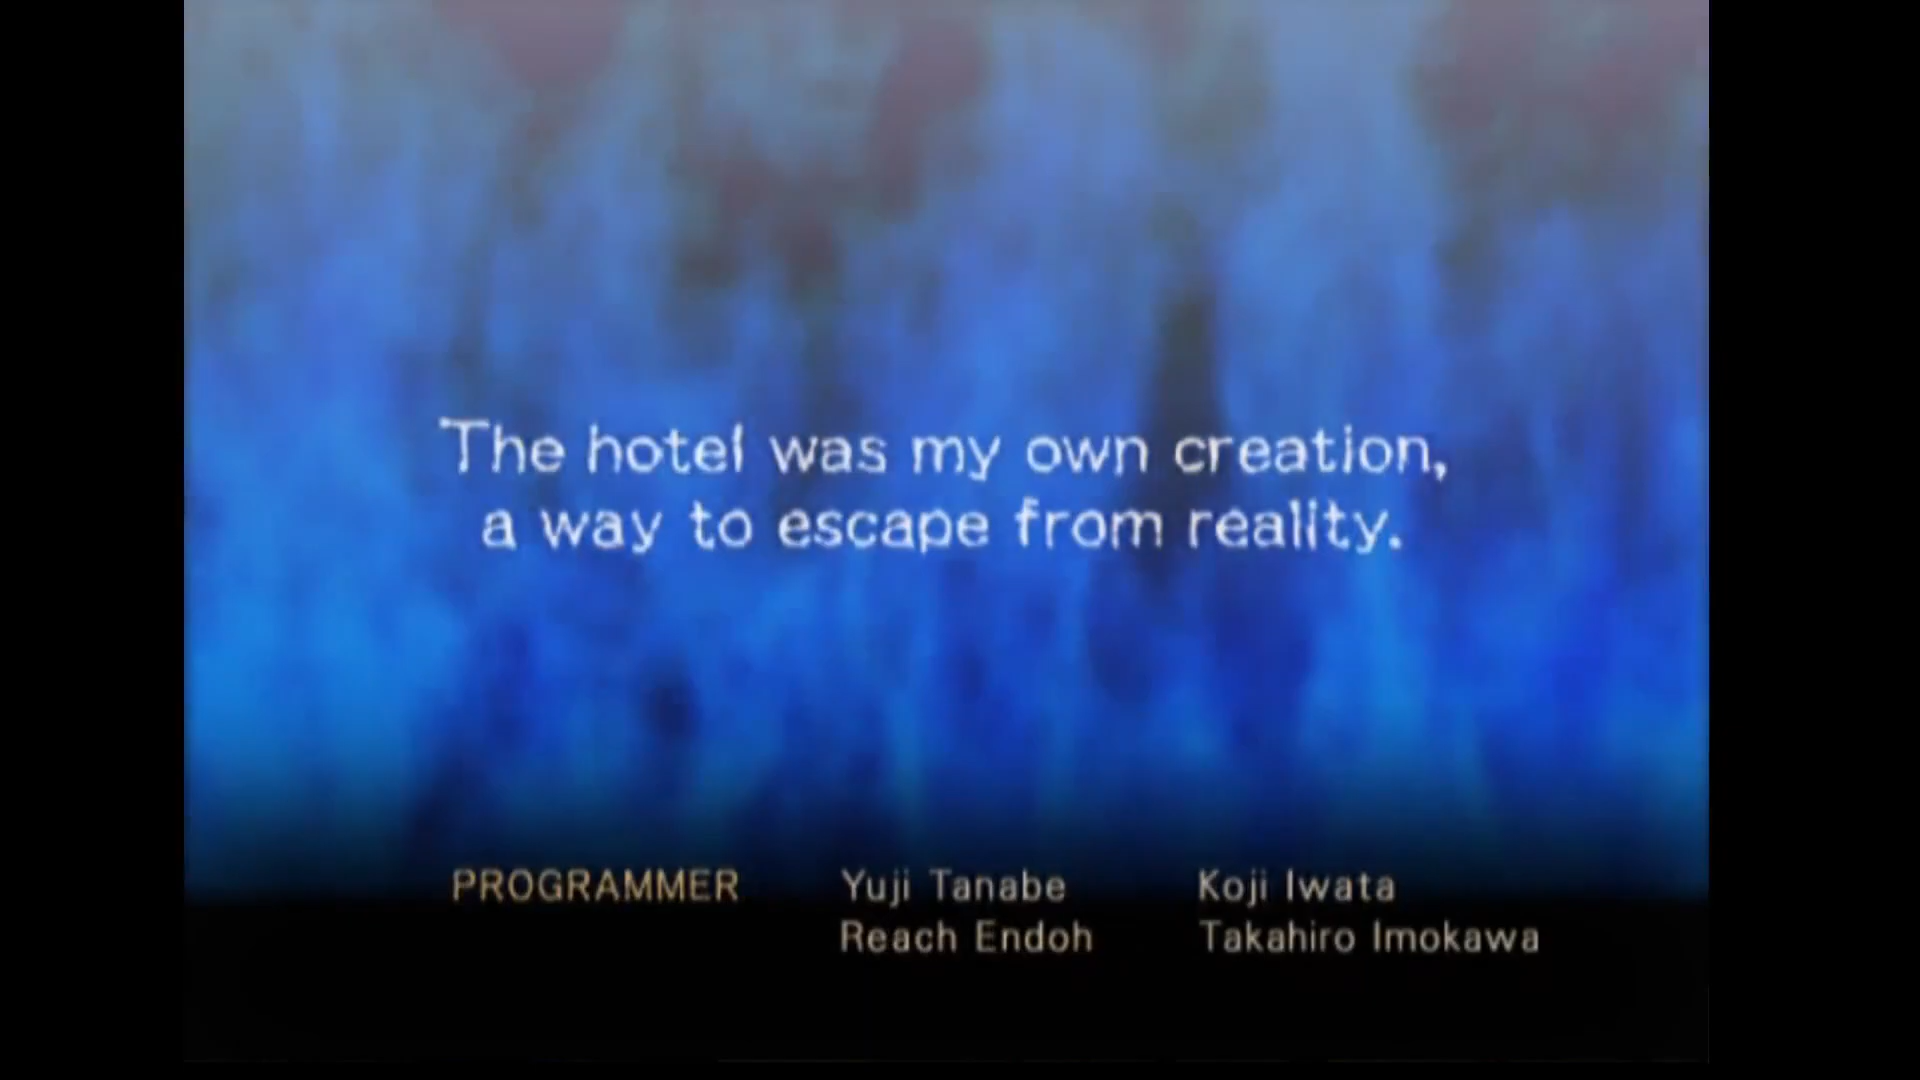 The hotel was my own creation,
a way to escape from reality.
PROGRAMMER Yuji Tanabe Koji Iwata
Reach Endoh Takahiro Imokawa